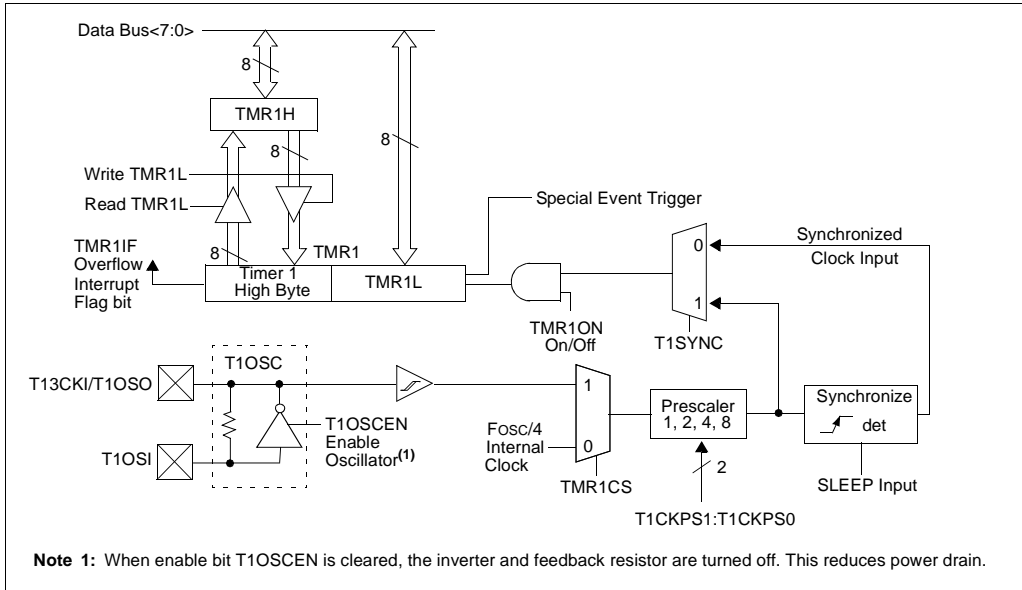 Data Bus<7:0>
8
TMR1H
8
8
Write TMR1L
Read TMR1L
Special Event Trigger
TMR1IF
Overflow
Interrupt
Flag bit
8
TMR1
Timer 1
High Byte
TMR1L
0
Synchronized
Clock Input
1
TMR1ON
On/Off
T1SYNC
T13CKI/T1OSO
T1OSC
1
Prescaler
1, 2, 4, 8
Synchronize
det
T1OSCEN
Enable
Oscillator(1)
FOSC/4
Internal
Clock
0
T1OSI
2
TMR1CS
SLEEP Input
T1CKPS1:T1CKPS0
Note 1: When enable bit T1OSCEN is cleared, the inverter and feedback resistor are turned off. This reduces power drain.